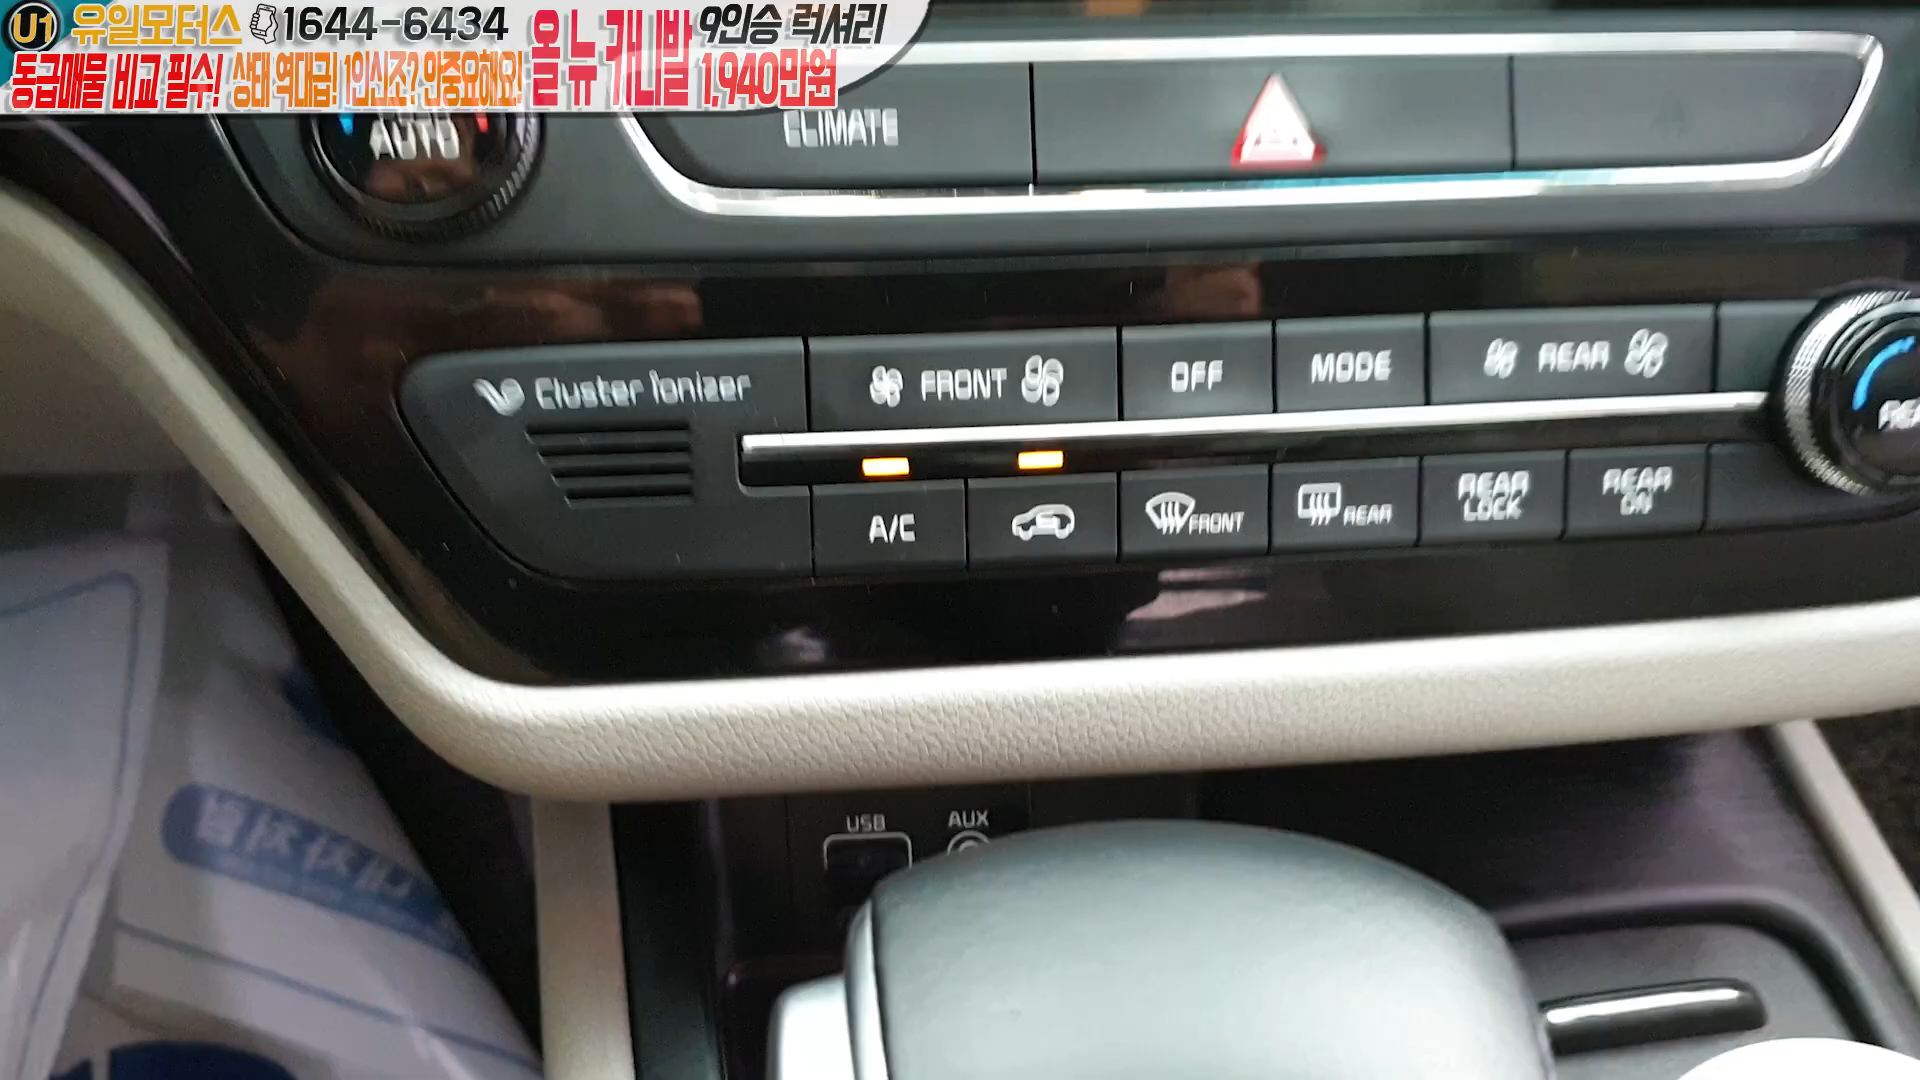 U1 유일모터스 1644-6434 올 뉴 카니발 9인승 럭셔리
동급매물 비교 필수! 상태 역대급! 1인신조? 안중요해요! 1,940만원
AUTO
CLIMATE
Cluster Ionizer
FRONT
OFF
MODE
REAR
A/C
FRONT
REAR
REAR
LOCK
REAR
ON
USB
AUX